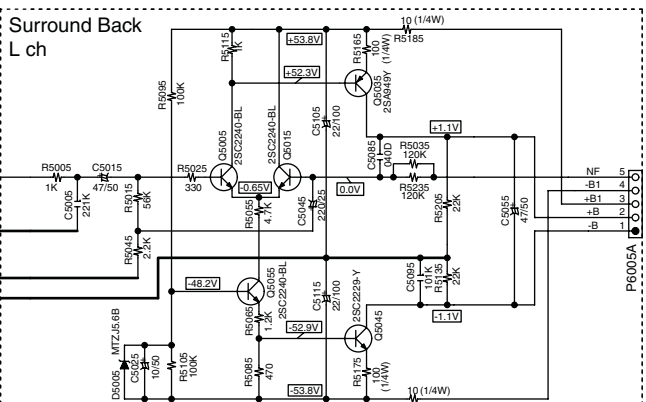 Surround Back
L ch
R5095
100K
R5115
1K
+53.8V
+52.3V
R5165
100
(1/4W)
10 (1/4W)
R5185
Q5035
2SA949Y
C5105
22/100
Q5005
2SC2240-BL
2SC2240-BL
Q5015
+1.1V
C5085
040D
R5035
120K
R5235
120K
R5005
1K
C5015
47/50
C5005
221K
R5015
56K
R5025
330
-0.65V
0.0V
R5055
4.7K
C5045
220/25
R5205
22K
C5055
47/50
NF 5
-B1 4
+B1 3
+B 2
-B 1
P6005A
R5045
2.2K
-48.2V
Q5055
2SC2240-BL
R5065
1.2K
C5115
22/100
2SC2229-Y
Q5045
C5095
101K
R5135
22K
-1.1V
-52.9V
D5005
MTZJ5.6B
C5025
10/50
R5105
100K
R5085
470
-53.8V
R5175
100
(1/4W)
10 (1/4W)